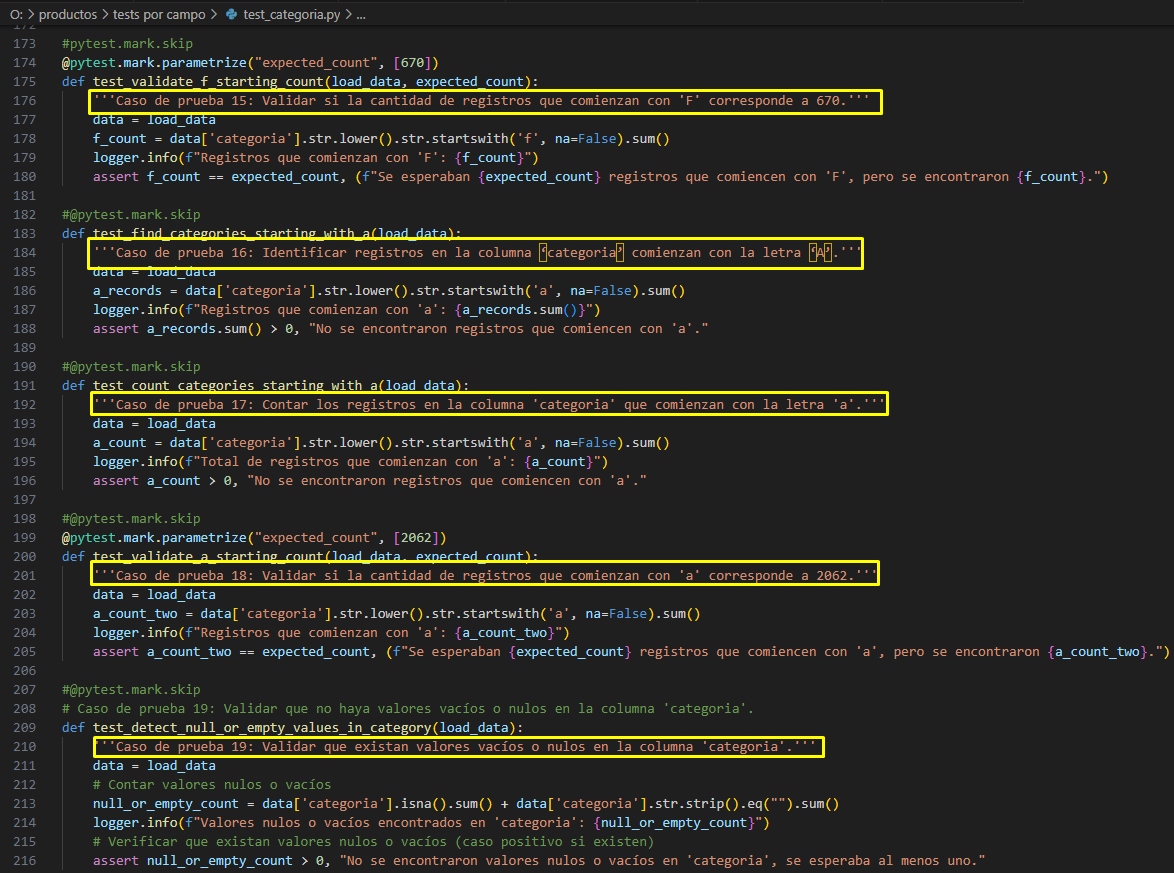 O: > productos > tests por campo > test_categoria.py > ...
172
173 #pytest.mark.skip
174 @pytest.mark.parametrize("expected_count", [670])
175 def test_validate_f_starting_count(load_data, expected_count):
176 '''Caso de prueba 15: Validar si la cantidad de registros que comienzan con 'F' corresponde a 670.'''
177 data = load_data
178 f_count = data['categoria'].str.lower().str.startswith('f', na=False).sum()
179 logger.info(f"Registros que comienzan con 'F': {f_count}")
180 assert f_count == expected_count, (f"Se esperaban {expected_count} registros que comiencen con 'F', pero se encontraron {f_count}.")
181
182 #@pytest.mark.skip
183 def test_find_categories_starting_with_a(load_data):
184 '''Caso de prueba 16: Identificar registros en la columna ‘categoria’ comienzan con la letra ‘A’.'''
185 data = load_data
186 a_records = data['categoria'].str.lower().str.startswith('a', na=False).sum()
187 logger.info(f"Registros que comienzan con 'a': {a_records.sum()}")
188 assert a_records.sum() > 0, "No se encontraron registros que comiencen con 'a'."
189
190 #@pytest.mark.skip
191 def test_count_categories_starting_with_a(load_data):
192 '''Caso de prueba 17: Contar los registros en la columna 'categoria' que comienzan con la letra 'a'.'''
193 data = load_data
194 a_count = data['categoria'].str.lower().str.startswith('a', na=False).sum()
195 logger.info(f"Total de registros que comienzan con 'a': {a_count}")
196 assert a_count > 0, "No se encontraron registros que comiencen con 'a'."
197
198 #@pytest.mark.skip
199 @pytest.mark.parametrize("expected_count", [2062])
200 def test_validate_a_starting_count(load_data, expected_count):
201 '''Caso de prueba 18: Validar si la cantidad de registros que comienzan con 'a' corresponde a 2062.'''
202 data = load_data
203 a_count_two = data['categoria'].str.lower().str.startswith('a', na=False).sum()
204 logger.info(f"Registros que comienzan con 'a': {a_count_two}")
205 assert a_count_two == expected_count, (f"Se esperaban {expected_count} registros que comiencen con 'a', pero se encontraron {a_count_two}.")
206
207 #@pytest.mark.skip
208 # Caso de prueba 19: Validar que no haya valores vacíos o nulos en la columna 'categoria'.
209 def test_detect_null_or_empty_values_in_category(load_data):
210 '''Caso de prueba 19: Validar que existan valores vacíos o nulos en la columna 'categoria'.'''
211 data = load_data
212 # Contar valores nulos o vacíos
213 null_or_empty_count = data['categoria'].isna().sum() + data['categoria'].str.strip().eq("").sum()
214 logger.info(f"Valores nulos o vacíos encontrados en 'categoria': {null_or_empty_count}")
215 # Verificar que existan valores nulos o vacíos (caso positivo si existen)
216 assert null_or_empty_count > 0, "No se encontraron valores nulos o vacíos en 'categoria', se esperaba al menos uno."